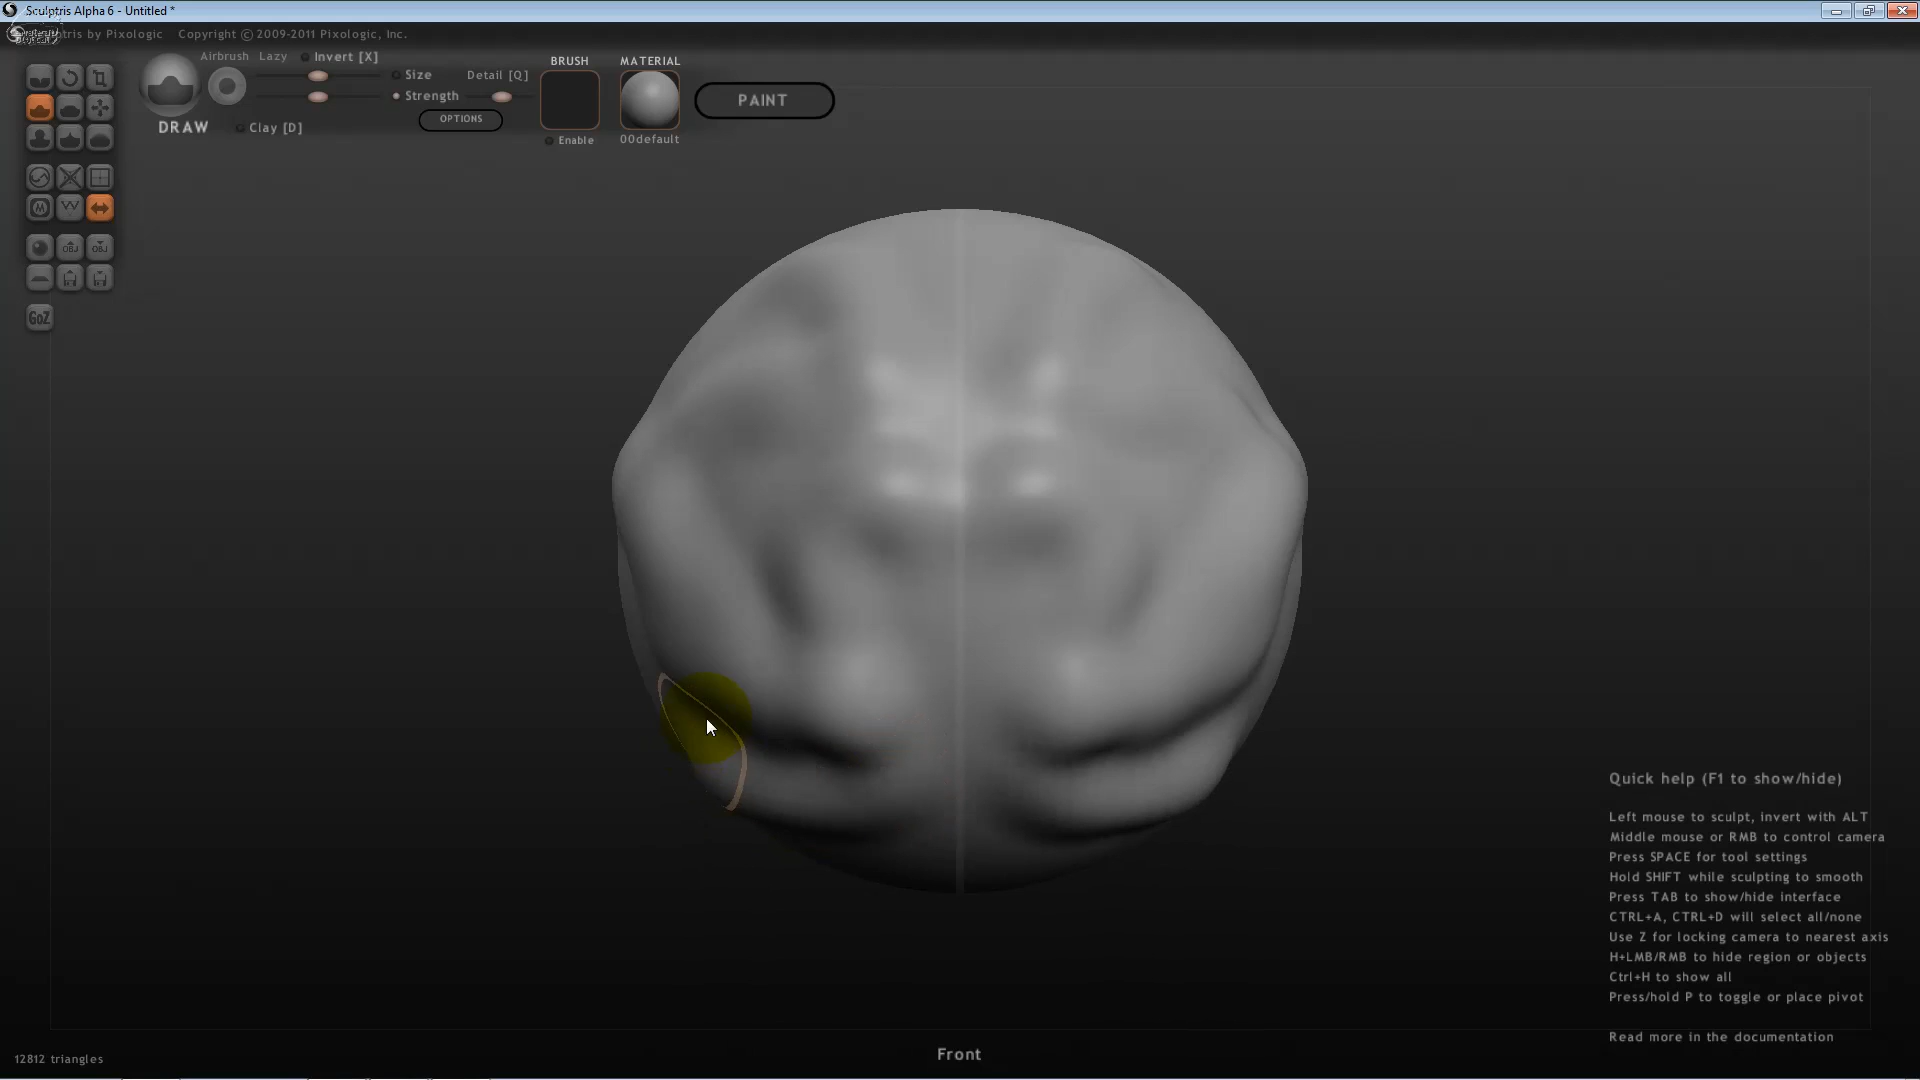 Sculptris Alpha 6 - Untitled *
tris by Pixologic Copyright © 2009-2011 Pixologic, Inc.
Airbrush Lazy Invert [X]
Size Detail [Q]
Strength
OPTIONS
DRAW
Clay [D]
BRUSH
Enable
MATERIAL
00default
PAINT
OBJ OBJ
GoZ
Quick help (F1 to show/hide)
Left mouse to sculpt, invert with ALT
Middle mouse or RMB to control camera
Press SPACE for tool settings
Hold SHIFT while sculpting to smooth
Press TAB to show/hide interface
CTRL+A, CTRL+D will select all/none
Use Z for locking camera to nearest axis
H+LMB/RMB to hide region or objects
Ctrl+H to show all
Press/hold P to toggle or place pivot
Read more in the documentation
12812 triangles
Front